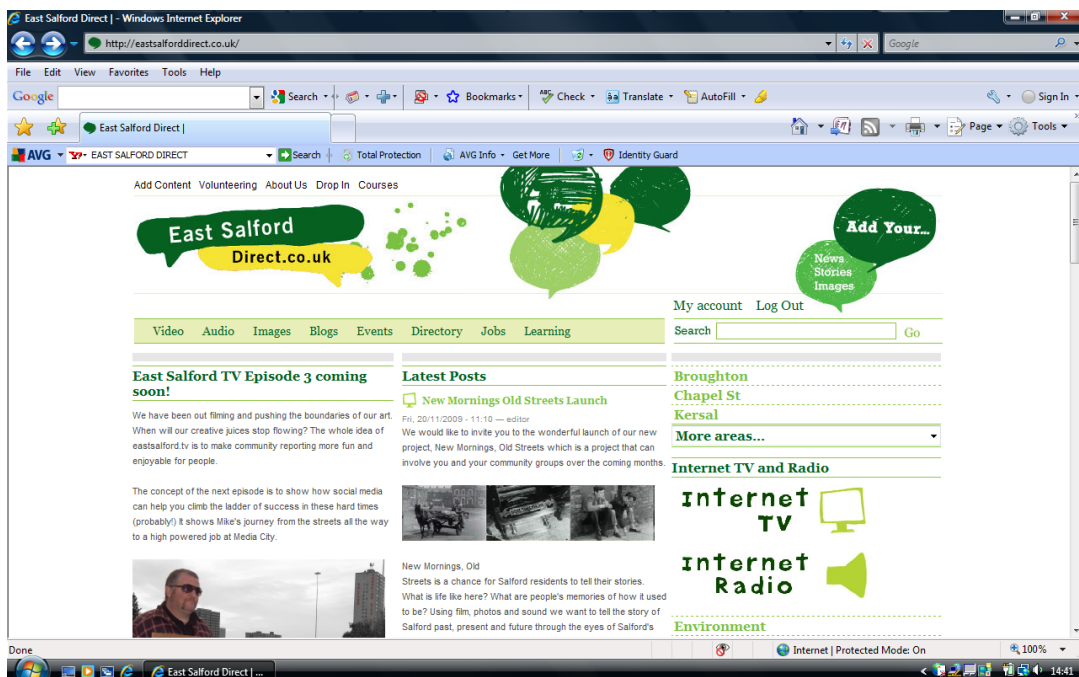 East Salford Direct | - Windows Internet Explorer
http://eastsalforddirect.co.uk/
Google
File Edit View Favorites Tools Help
Google Search Bookmarks Check Translate AutoFill Sign In
East Salford Direct | Page Tools
AVG EAST SALFORD DIRECT Search Total Protection AVG Info Get More Identity Guard
Add Content Volunteering About Us Drop In Courses
East Salford
Direct.co.uk
Add Your...
News
Stories
Images
My account Log Out
Video Audio Images Blogs Events Directory Jobs Learning
Search Go
East Salford TV Episode 3 coming
soon!
We have been out filming and pushing the boundaries of our art.
When will our creative juices stop flowing? The whole idea of
eastsalford.tv is to make community reporting more fun and
enjoyable for people.
The concept of the next episode is to show how social media
can help you climb the ladder of success in these hard times
(probably!) It shows Mike's journey from the streets all the way
to a high powered job at Media City.
Latest Posts
New Mornings Old Streets Launch
Fri, 20/11/2009 - 11:10 — editor
We would like to invite you to the wonderful launch of our new
project, New Mornings, Old Streets which is a project that can
involve you and your community groups over the coming months.
New Mornings, Old
Streets is a chance for Salford residents to tell their stories.
What is life like here? What are people's memories of how it used
to be? Using film, photos and sound we want to tell the story of
Salford past, present and future through the eyes of Salford's
Broughton
Chapel St
Kersal
More areas...
Internet TV and Radio
Internet
TV
Internet
Radio
Environment
Done Internet | Protected Mode: On 100%
East Salford Direct | ... 14:41